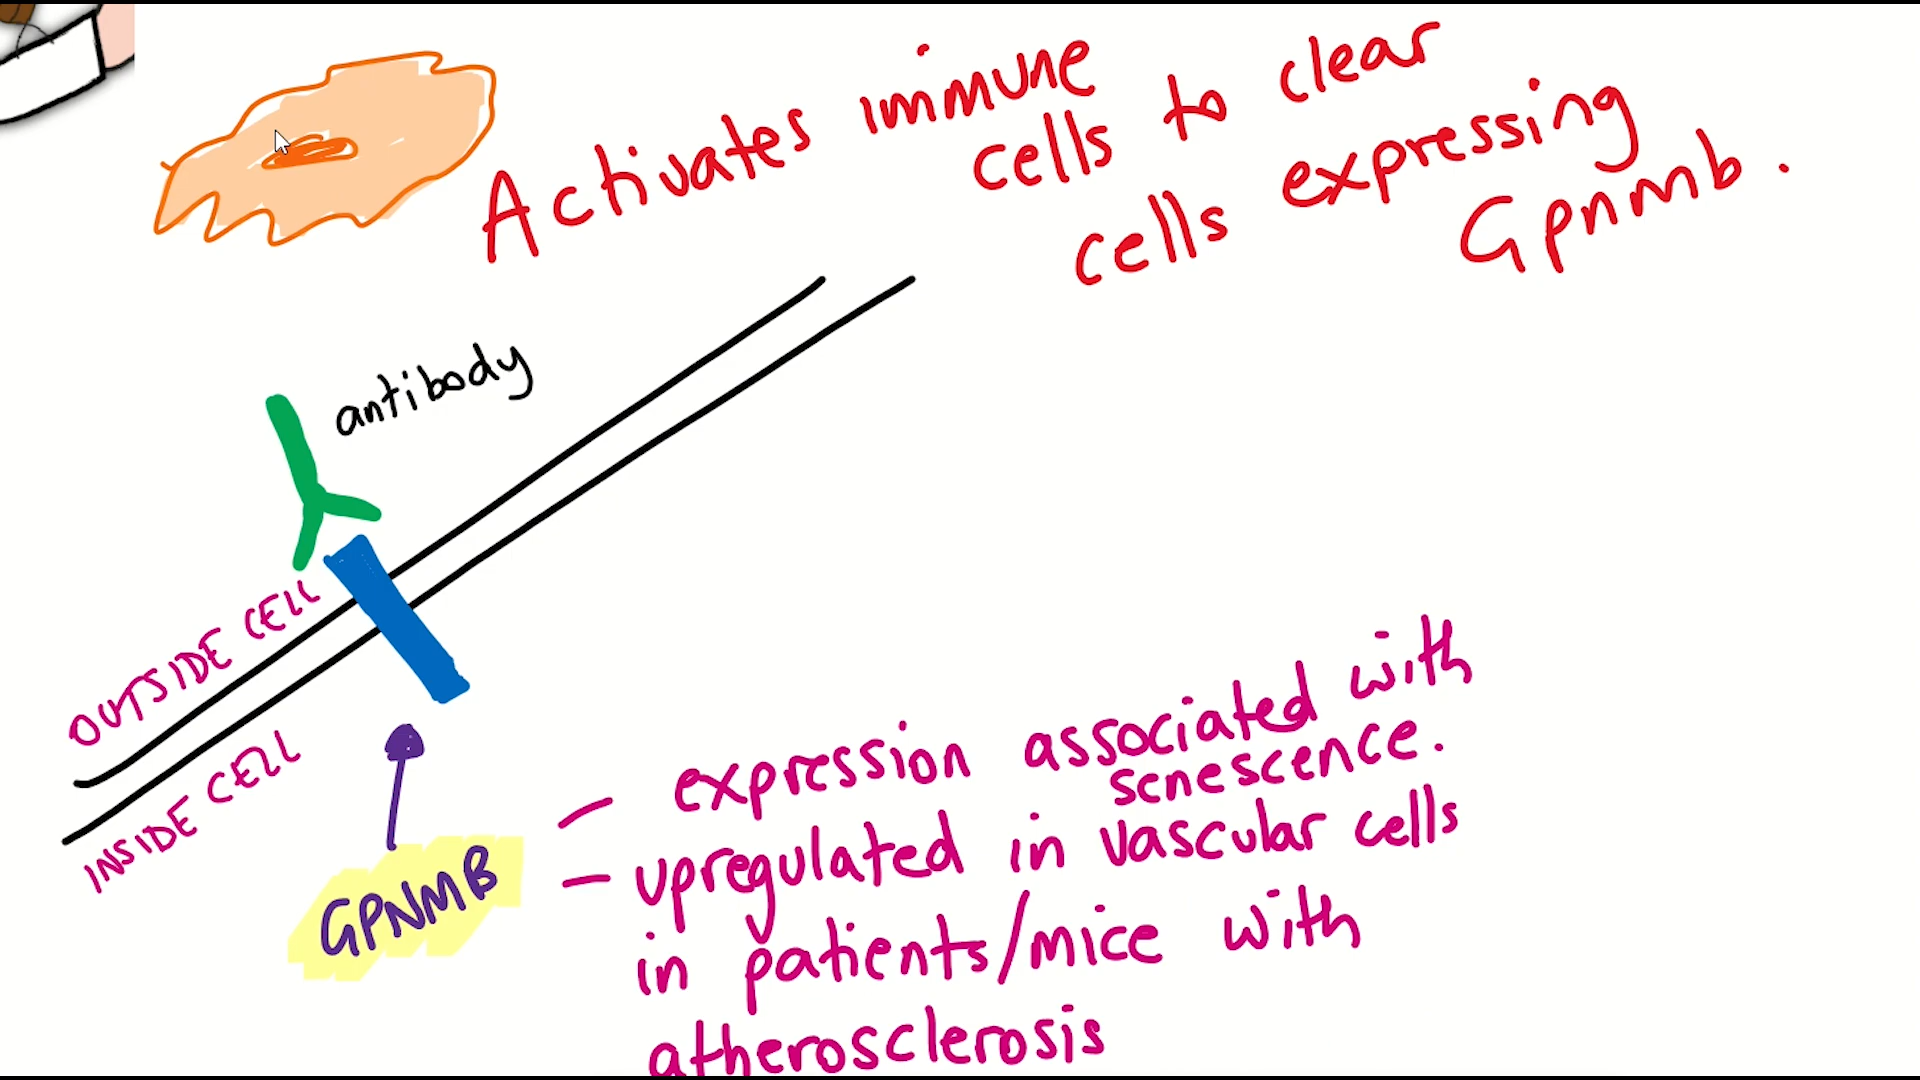 Activates immune
cells to clear
cells expressing
Gpnmb.
antibody
OUTSIDE CELL
INSIDE CELL
GPNMB
- expression associated with
senescence.
- upregulated in vascular cells
in patients/mice with
atherosclerosis